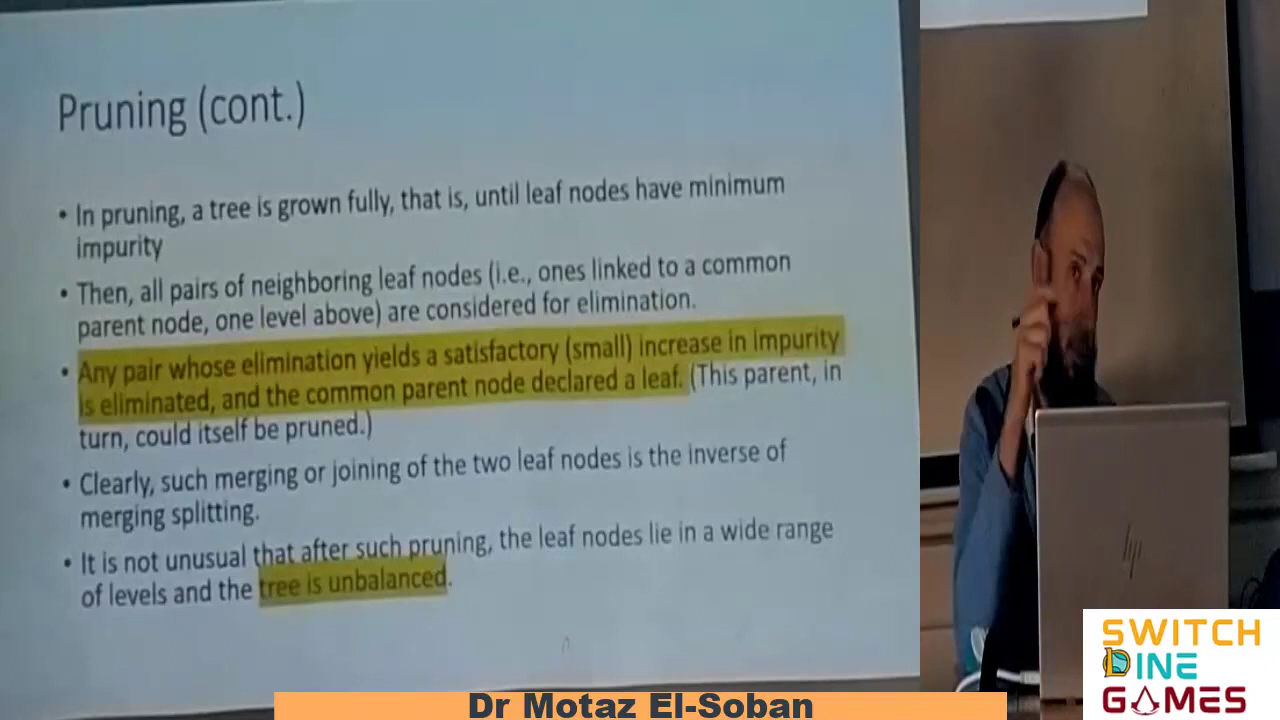 Pruning (cont.)
• In pruning, a tree is grown fully, that is, until leaf nodes have minimum
impurity
• Then, all pairs of neighboring leaf nodes (i.e., ones linked to a common
parent node, one level above) are considered for elimination.
• Any pair whose elimination yields a satisfactory (small) increase in impurity
is eliminated, and the common parent node declared a leaf. (This parent, in
turn, could itself be pruned.)
• Clearly, such merging or joining of the two leaf nodes is the inverse of
merging splitting.
• It is not unusual that after such pruning, the leaf nodes lie in a wide range
of levels and the tree is unbalanced.
hp
SWITCH
DINE
GAMES
Dr Motaz El-Soban